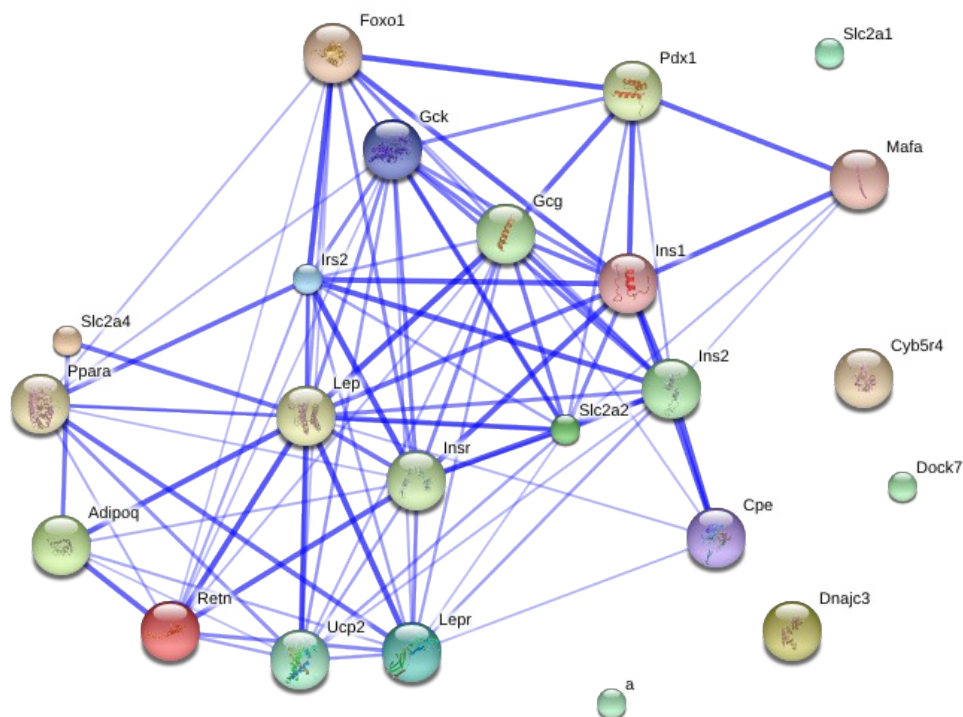 Foxo1
Slc2a1
Pdx1
Gck
Mafa
Gcg
Ins1
Irs2
Slc2a4
Cyb5r4
Ins2
Ppara
Lep
Slc2a2
Insr
Dock7
Cpe
Adipoq
Retn
Dnajc3
Ucp2
Lepr
a